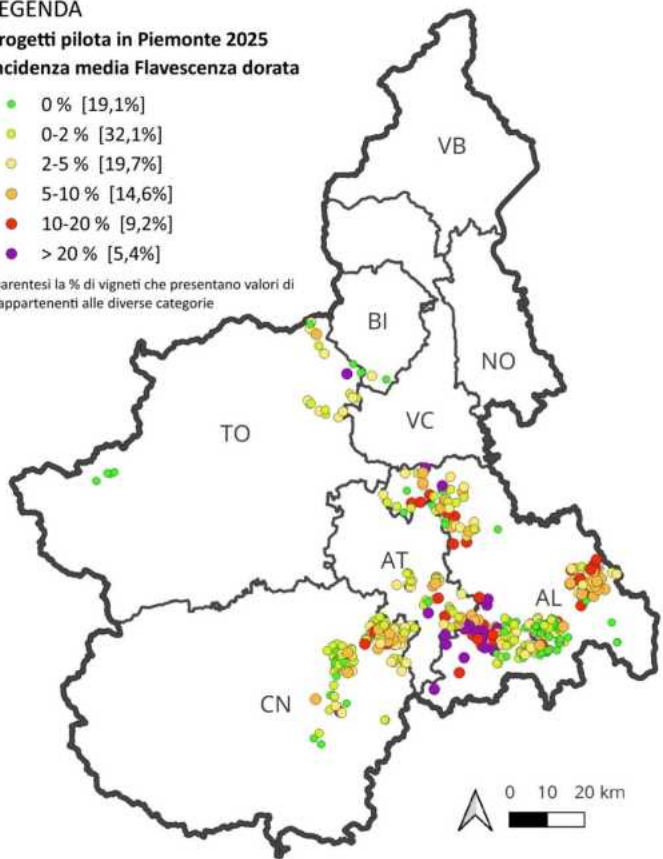 EGENDA
rogetti pilota in Piemonte 2025
ncidenza media Flavescenza dorata
0 % [19,1%]
0-2 % [32,1%]
2-5 % [19,7%]
5-10 % [14,6%]
10-20 % [9,2%]
> 20 % [5,4%]
arentesi la % di vigneti che presentano valori di
appartenenti alle diverse categorie
VB
BI
NO
TO
VC
AT
AL
CN
0 10 20 km